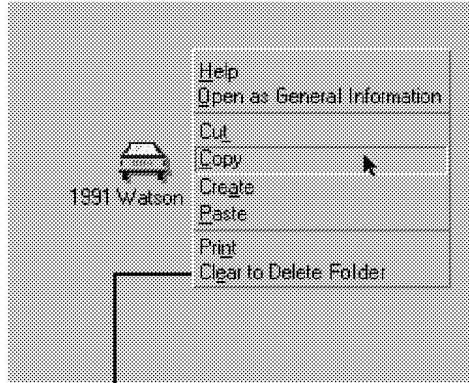 Help
Open as General Information
Cut
Copy
Create
Paste
Print
Clear to Delete Folder
1991 Watson